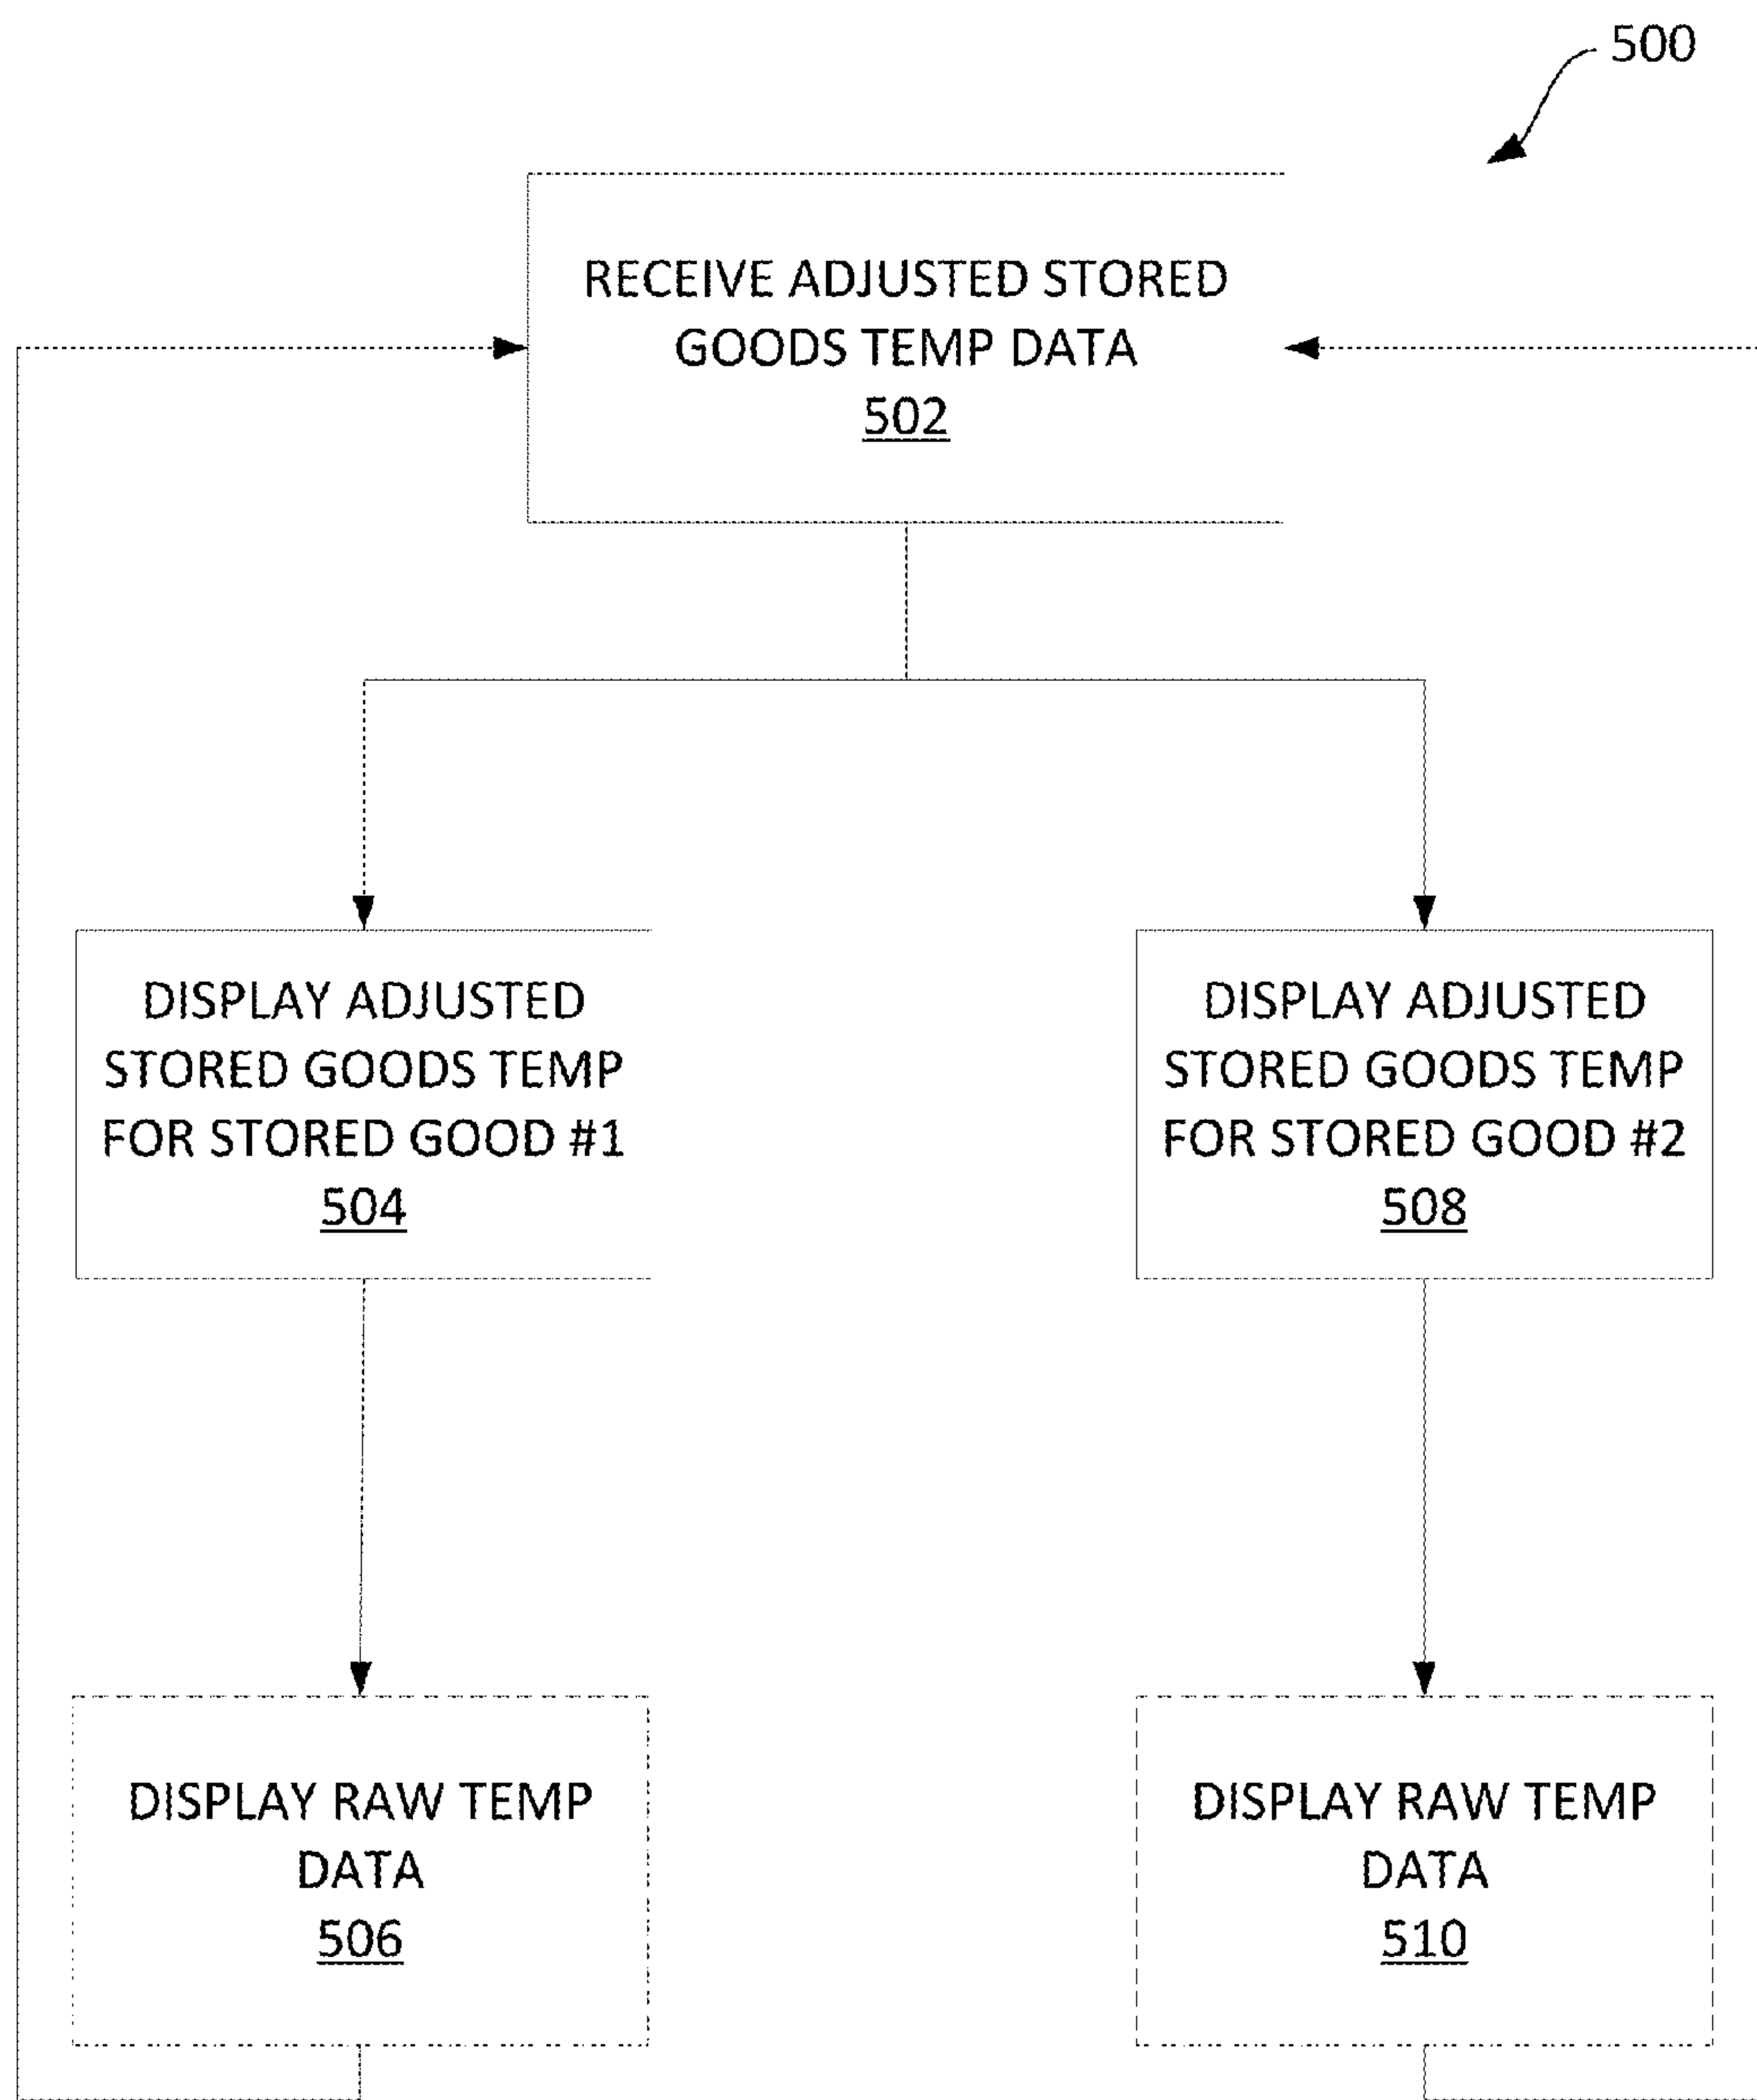 500
RECEIVE ADJUSTED STORED
GOODS TEMP DATA
502
DISPLAY ADJUSTED
STORED GOODS TEMP
FOR STORED GOOD #1
504
DISPLAY ADJUSTED
STORED GOODS TEMP
FOR STORED GOOD #2
508
DISPLAY RAW TEMP
DATA
506
DISPLAY RAW TEMP
DATA
510